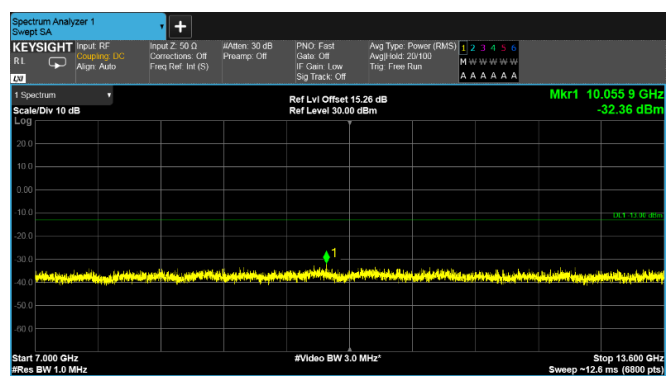 Spectrum Analyzer 1
Swept SA
+
KEYSIGHT Input: RF Input Z: 50 Ω #Atten: 30 dB PNO: Fast Avg Type: Power (RMS) 1 2 3 4 5 6
R L Coupling: DC Corrections: Off Preamp: Off Gate: Off Avg|Hold: 20/100 M W W W W W
Align: Auto Freq Ref: Int (S) IF Gain: Low Trig: Free Run
LXI Sig Track: Off A A A A A A
1 Spectrum Ref Lvl Offset 15.26 dB Mkr1 10.055 9 GHz
Scale/Div 10 dB Ref Level 30.00 dBm -32.36 dBm
Log
20.0
10.0
0.00
-10.0
DL1 -13.00 dBm
-20.0
1
-30.0
-40.0
-50.0
-60.0
Start 7.000 GHz #Video BW 3.0 MHz* Stop 13.600 GHz
#Res BW 1.0 MHz Sweep ~12.6 ms (6800 pts)